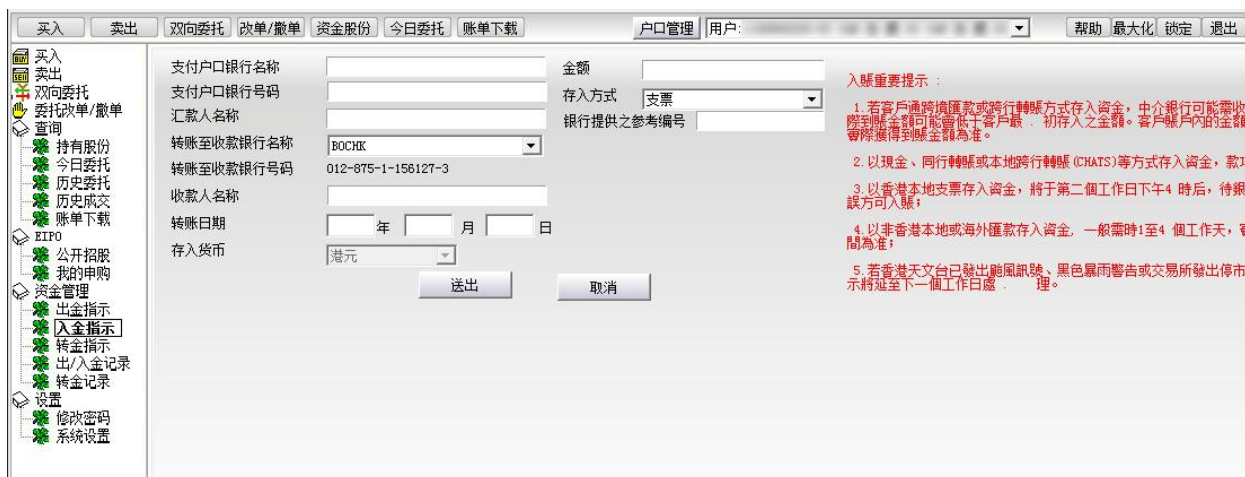 买入 卖出 双向委托 改单/撤单 资金股份 今日委托 账单下载 户口管理 用户: 帮助 最大化 锁定 退出
买入
卖出
双向委托
委托改单/撤单
查询
持有股份
今日委托
历史委托
历史成交
账单下载
EIPO
公开招股
我的申购
资金管理
出金指示
入金指示
转金指示
出/入金记录
转金记录
设置
修改密码
系统设置
支付户口银行名称
支付户口银行号码
汇款人名称
转账至收款银行名称 BOCHK
转账至收款银行号码 012-875-1-156127-3
收款人名称
转账日期 年 月 日
存入货币 港元
金额
存入方式 支票
银行提供之参考编号
送出 取消
入賬重要提示 :
1.若客戶通跨境匯款或跨行轉賬方式存入資金, 中介銀行可能需收
際到賬金額可能會低于客戶最 . 初存入之金額。客戶賬戶內的金額
實際獲得到賬金額為准。
2.以現金、同行轉賬或本地跨行轉賬(CHATS)等方式存入資金, 款項
3.以香港本地支票存入資金, 將于第二個工作日下午4 時后, 待銀
誤方可入賬;
4.以非香港本地或海外匯款存入資金, 一般需時1至4 個工作天,
間為准;
5.若香港天文台已發出颱風訊號、黑色暴雨警告或交易所發出停市
示將延至下一個工作日處 . 理。